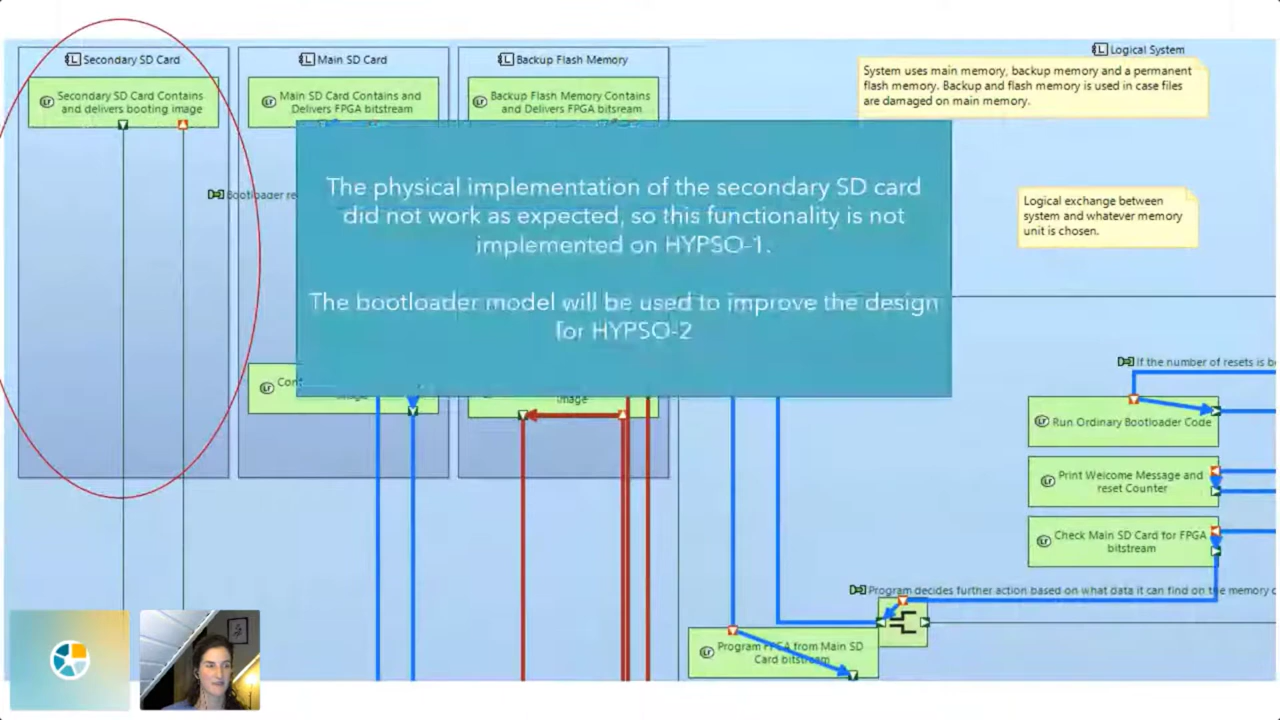 Secondary SD Card
Main SD Card
Backup Flash Memory
Logical System
Secondary SD Card Contains
and delivers booting image
Main SD Card Contains and
Delivers FPGA bitstream
Backup Flash Memory Contains
and Delivers FPGA bitsream
System uses main memory, backup memory and a permanent
flash memory. Backup and flash memory is used in case files
are damaged on main memory.
Bootloader re
The physical implementation of the secondary SD card
did not work as expected, so this functionality is not
implemented on HYPSO-1.
The bootloader model will be used to improve the design
for HYPSO-2
Logical exchange between
system and whatever memory
unit is chosen.
If the number of resets is be
Con
image
Run Ordinary Bootloader Code
Print Welcome Message and
reset Counter
Check Main SD Card for FPGA
bitstream
Program decides further action based on what data it can find on the memory c
Program FPGA from Main SD
Card bitstream